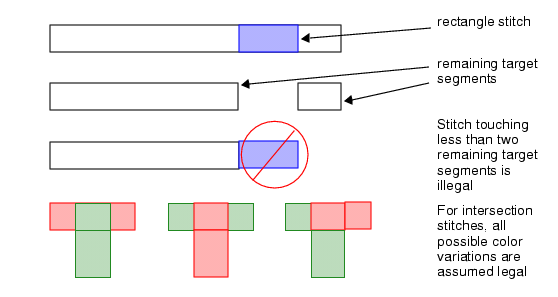 rectangle stitch
remaining target
segments
Stitch touching
less than two
remaining target
segments is
illegal
For intersection
stitches, all
possible color
variations are
assumed legal